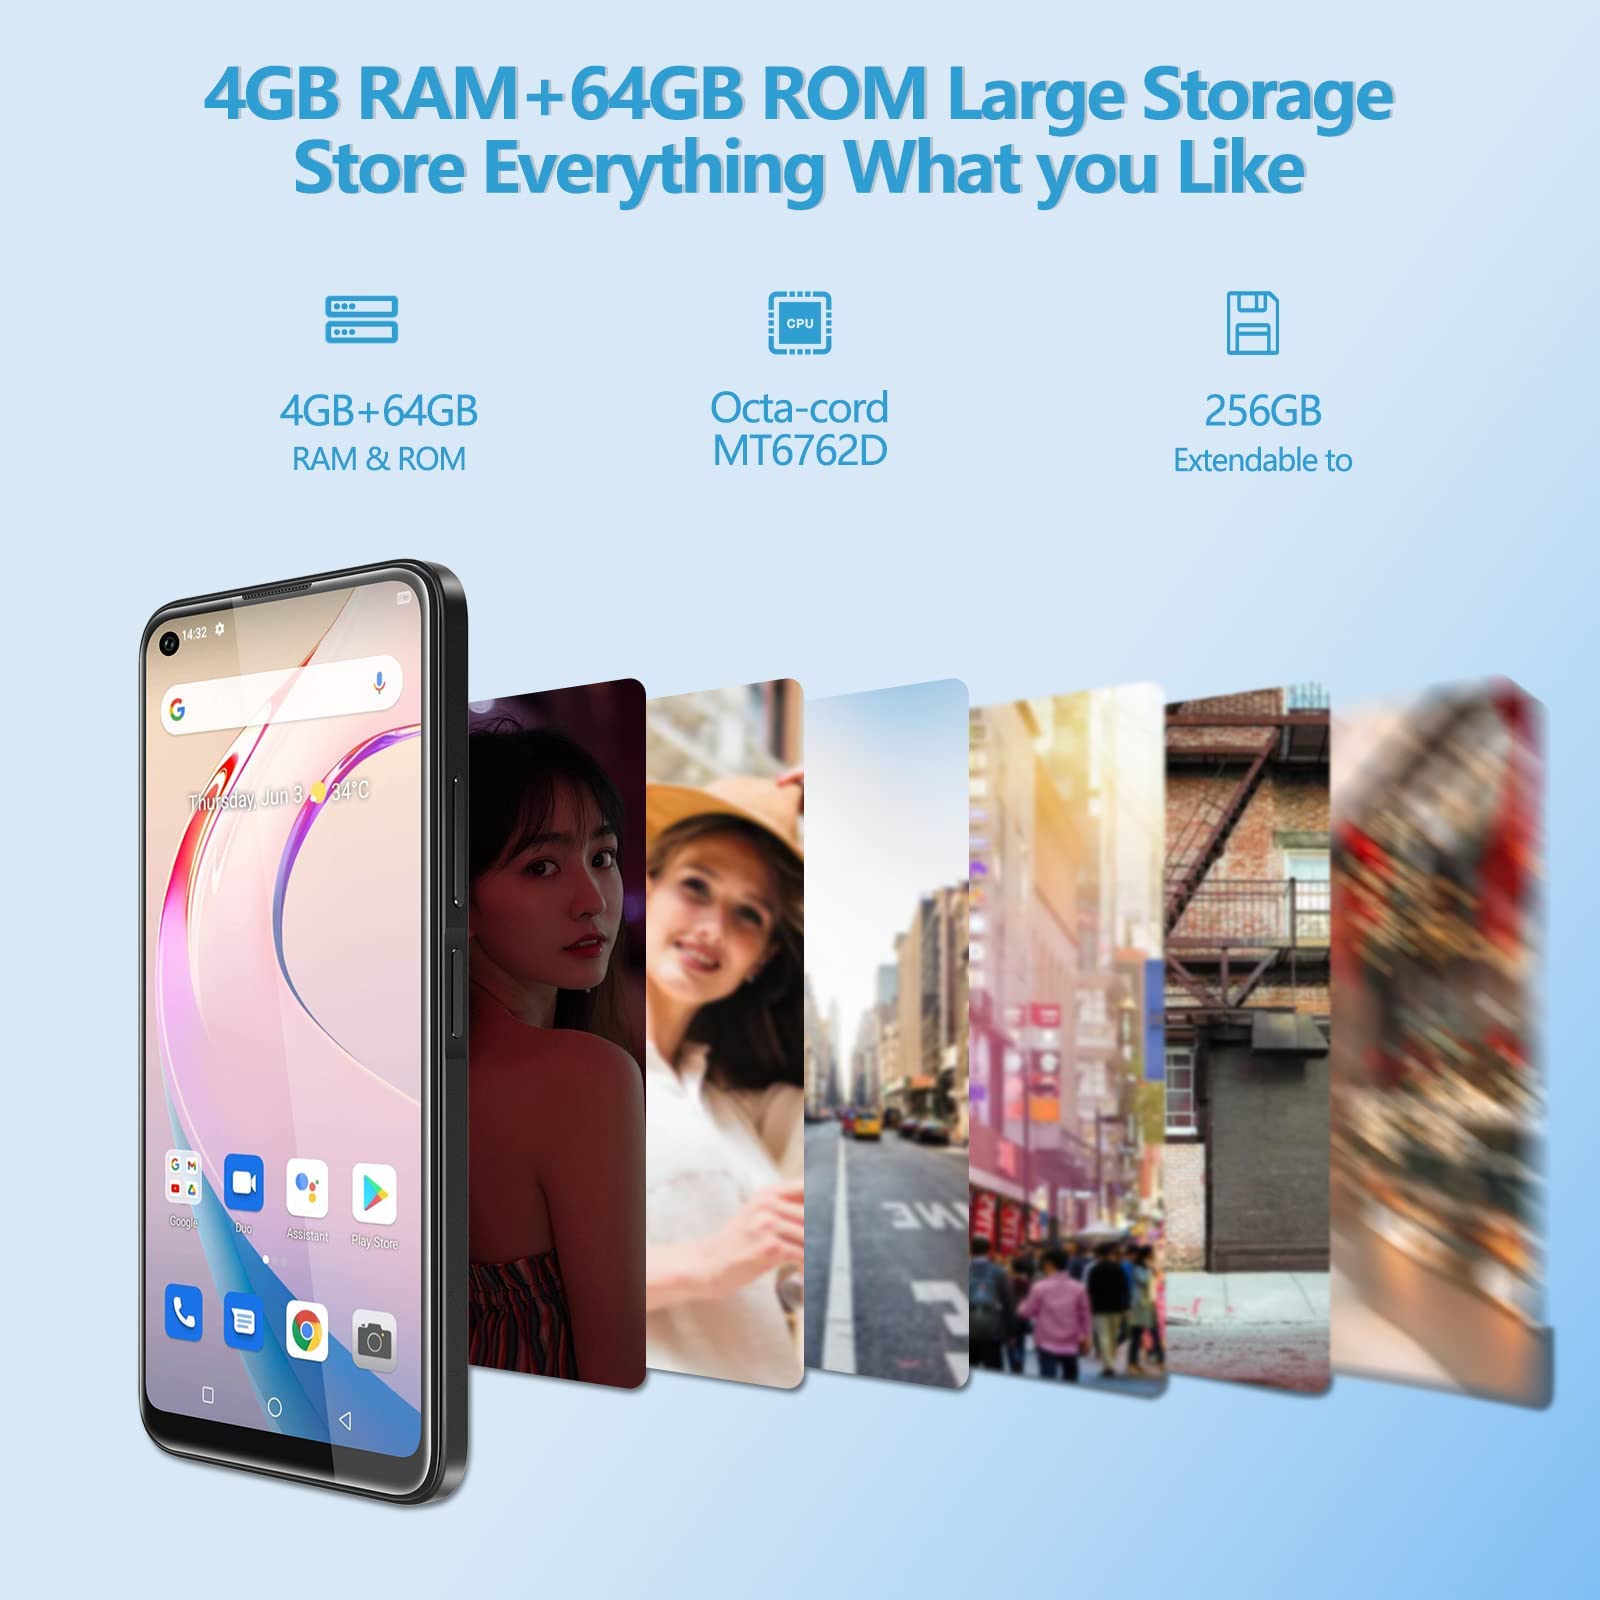 4GB RAM+64GB ROM Large Storage
Store Everything What you Like
CPU
4GB+64GB
RAM & ROM
Octa-cord
MT6762D
256GB
Extendable to
14:32
G
Thursday, Jun 3 34°C
Google
Duo
Assistant
Play Store